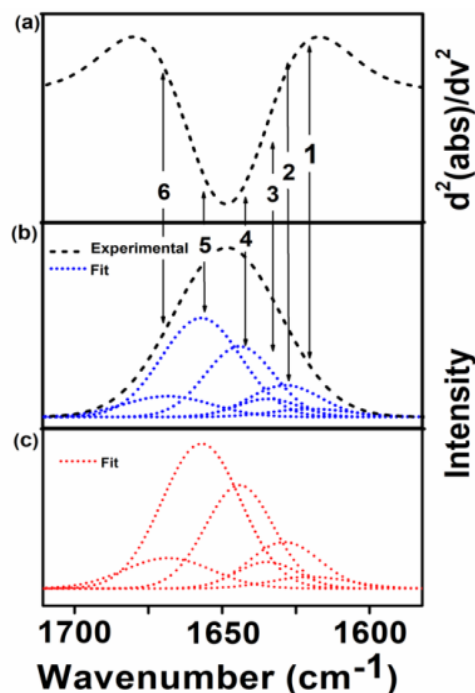 (a)
d²(abs)/dv²
1
2
3
4
5
6
(b)
Experimental
Fit
Intensity
(c)
Fit
1700 1650 1600
Wavenumber (cm⁻¹)